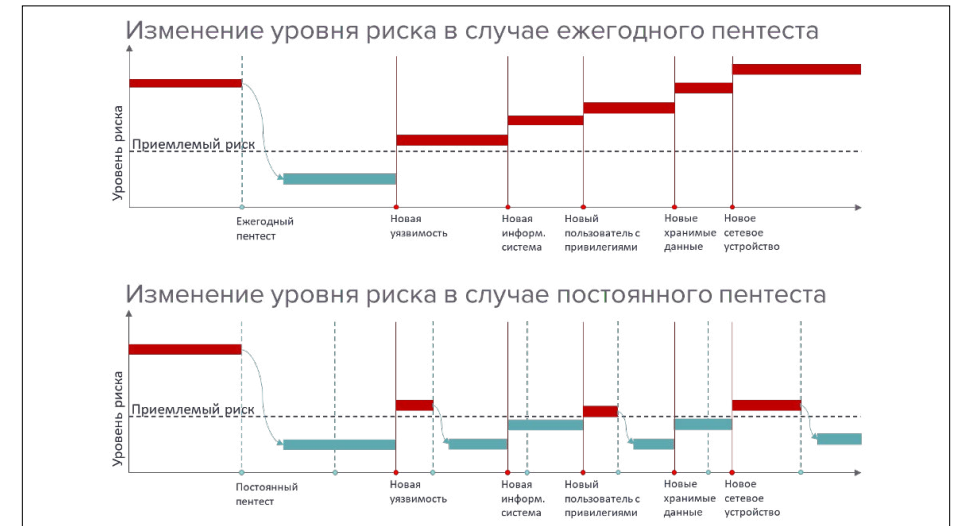 Изменение уровня риска в случае ежегодного пентеста
Уровень риска
Приемлемый риск
Ежегодный
пентест
Новая
уязвимость
Новая
информ.
система
Новый
пользователь с
привилегиями
Новые
хранимые
данные
Новое
сетевое
устройство
Изменение уровня риска в случае постоянного пентеста
Уровень риска
Приемлемый риск
Постоянный
пентест
Новая
уязвимость
Новая
информ.
система
Новый
пользователь с
привилегиями
Новые
хранимые
данные
Новое
сетевое
устройство